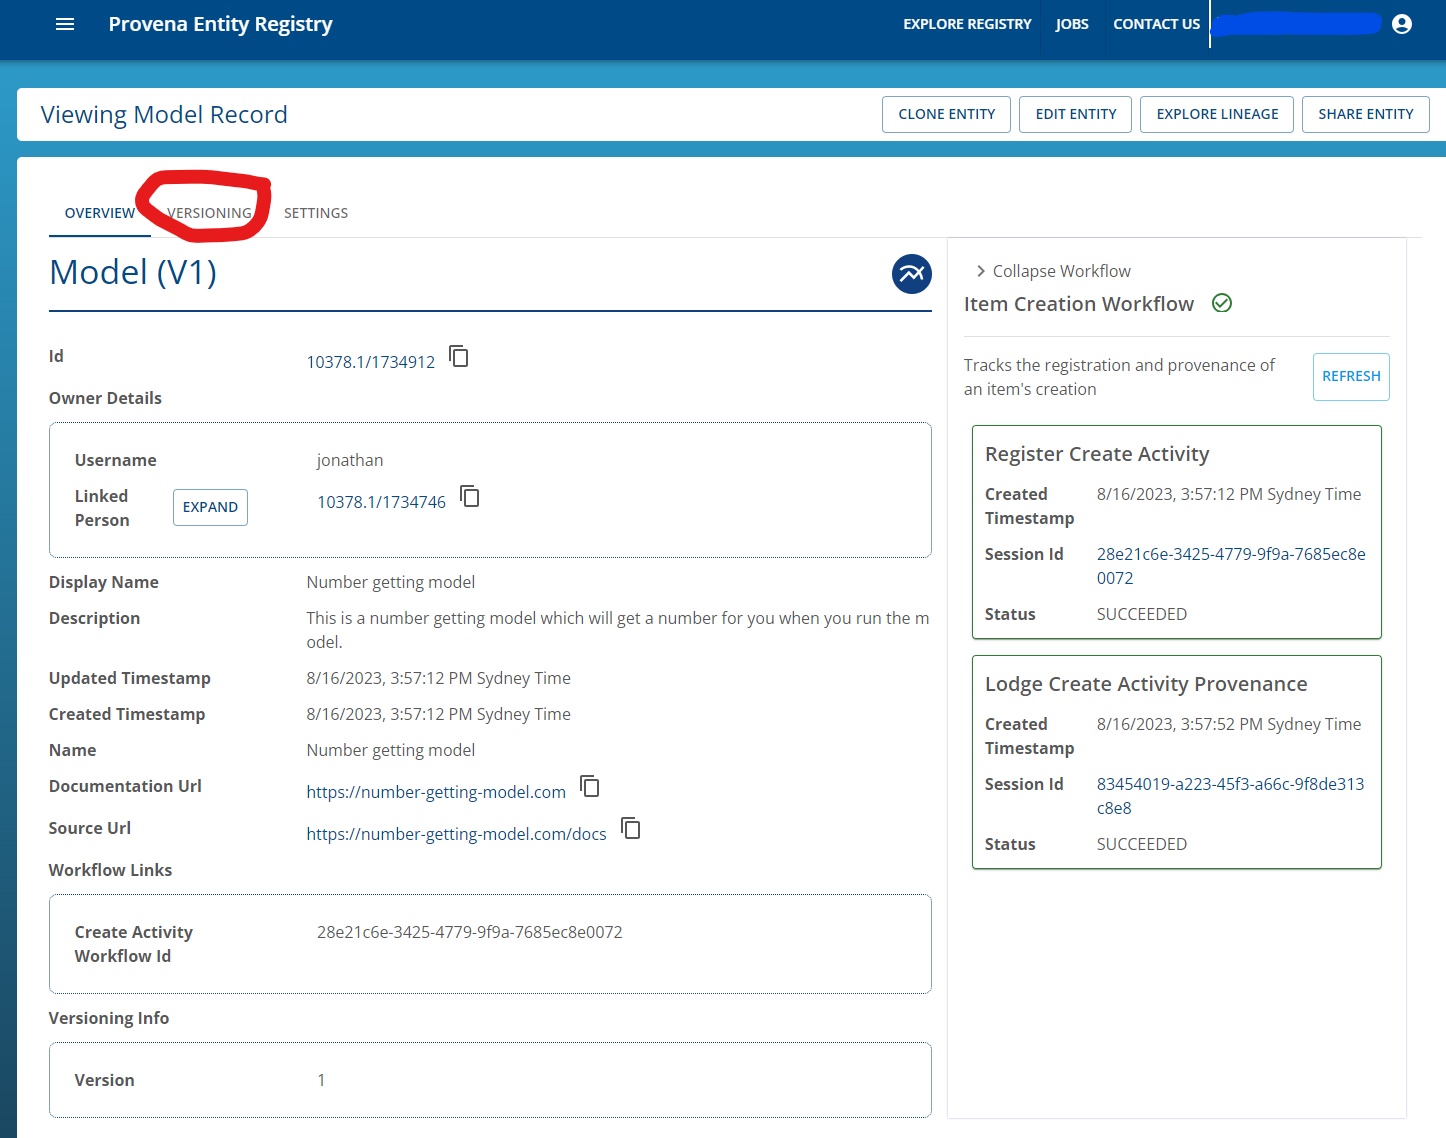 Provena Entity Registry
EXPLORE REGISTRY JOBS CONTACT US
Viewing Model Record
CLONE ENTITY EDIT ENTITY EXPLORE LINEAGE SHARE ENTITY
OVERVIEW VERSIONING SETTINGS
Model (V1)
Id
10378.1/1734912
Owner Details
Username
jonathan
Linked
Person
EXPAND
10378.1/1734746
Display Name
Number getting model
Description
This is a number getting model which will get a number for you when you run the m
odel.
Updated Timestamp
8/16/2023, 3:57:12 PM Sydney Time
Created Timestamp
8/16/2023, 3:57:12 PM Sydney Time
Name
Number getting model
Documentation Url
https://number-getting-model.com
Source Url
https://number-getting-model.com/docs
Workflow Links
Create Activity
Workflow Id
28e21c6e-3425-4779-9f9a-7685ec8e0072
Versioning Info
Version
1
Collapse Workflow
Item Creation Workflow
Tracks the registration and provenance of
an item's creation
REFRESH
Register Create Activity
Created
Timestamp
8/16/2023, 3:57:12 PM Sydney Time
Session Id
28e21c6e-3425-4779-9f9a-7685ec8e
0072
Status
SUCCEEDED
Lodge Create Activity Provenance
Created
Timestamp
8/16/2023, 3:57:52 PM Sydney Time
Session Id
83454019-a223-45f3-a66c-9f8de313
c8e8
Status
SUCCEEDED